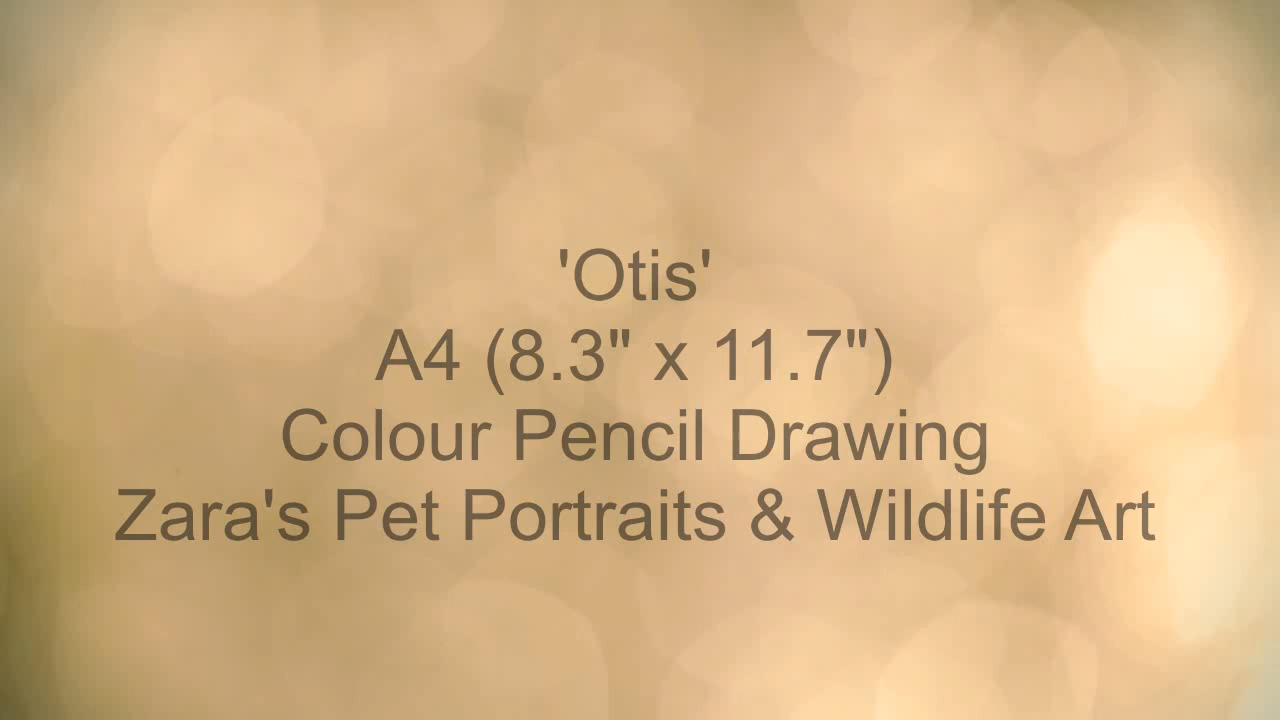 'Otis'
A4 (8.3" x 11.7")
Colour Pencil Drawing
Zara's Pet Portraits & Wildlife Art